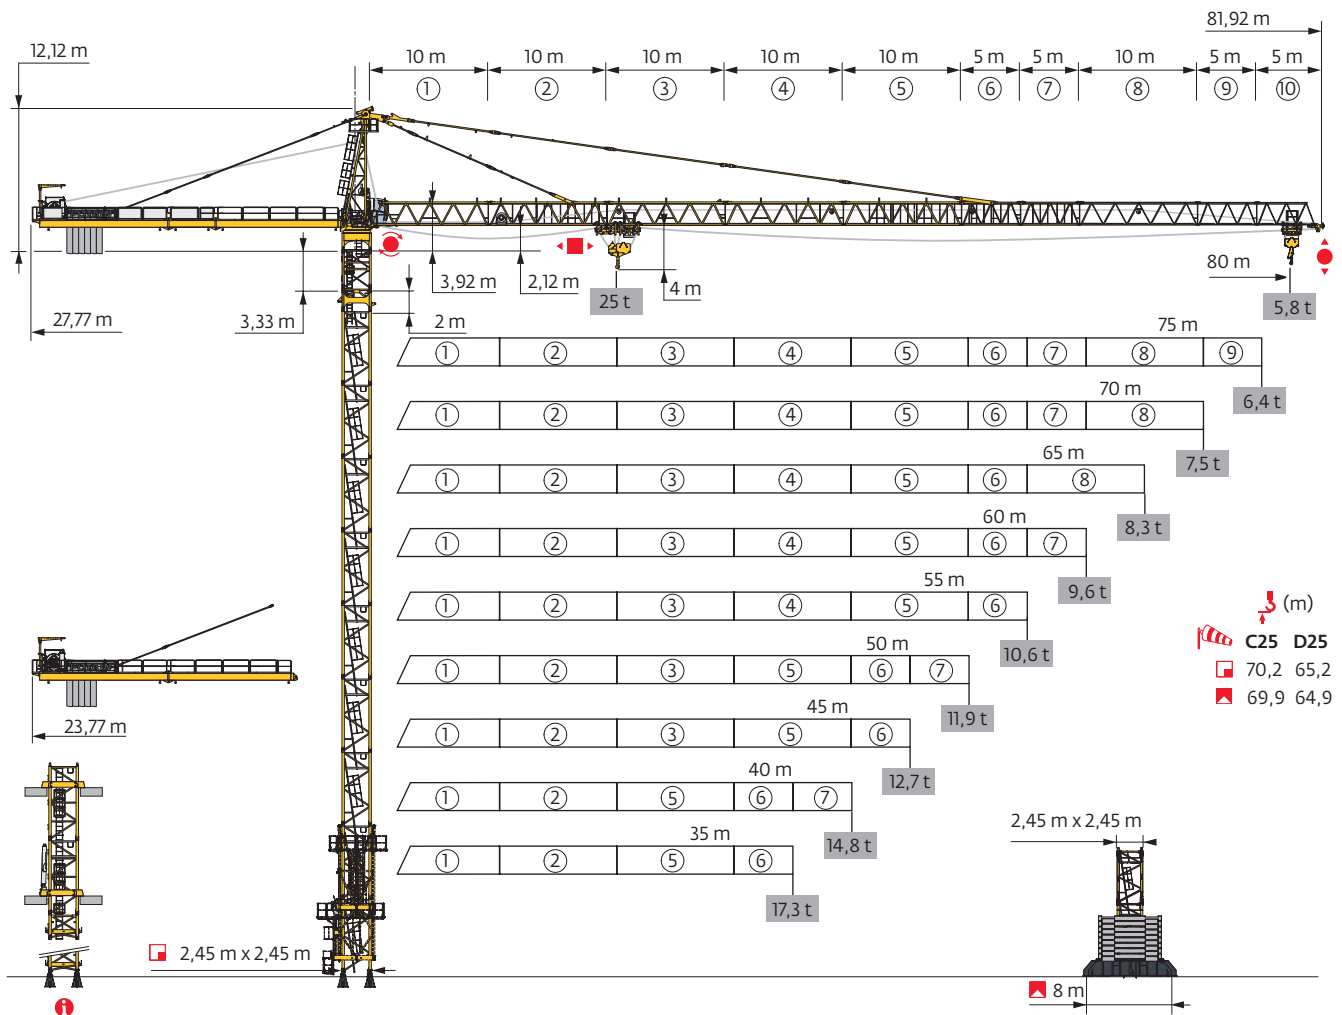 81,92 m
12,12 m
10 m 10 m 10 m 10 m 10 m 5 m 5 m 10 m 5 m 5 m
① ② ③ ④ ⑤ ⑥ ⑦ ⑧ ⑨ ⑩
3,92 m
2,12 m
4 m
80 m
25 t
5,8 t
27,77 m
3,33 m
2 m
75 m
① ② ③ ④ ⑤ ⑥ ⑦ ⑧ ⑨
6,4 t
70 m
① ② ③ ④ ⑤ ⑥ ⑦ ⑧
7,5 t
65 m
① ② ③ ④ ⑤ ⑥ ⑧
8,3 t
60 m
① ② ③ ④ ⑤ ⑥ ⑦
9,6 t
55 m
① ② ③ ④ ⑤ ⑥
10,6 t
(m)
C25 D25
70,2 65,2
69,9 64,9
50 m
① ② ③ ⑤ ⑥ ⑦
11,9 t
23,77 m
45 m
① ② ③ ⑤ ⑥
12,7 t
40 m
① ② ⑤ ⑥ ⑦
14,8 t
35 m
① ② ⑤ ⑥
17,3 t
2,45 m x 2,45 m
2,45 m x 2,45 m
8 m
i